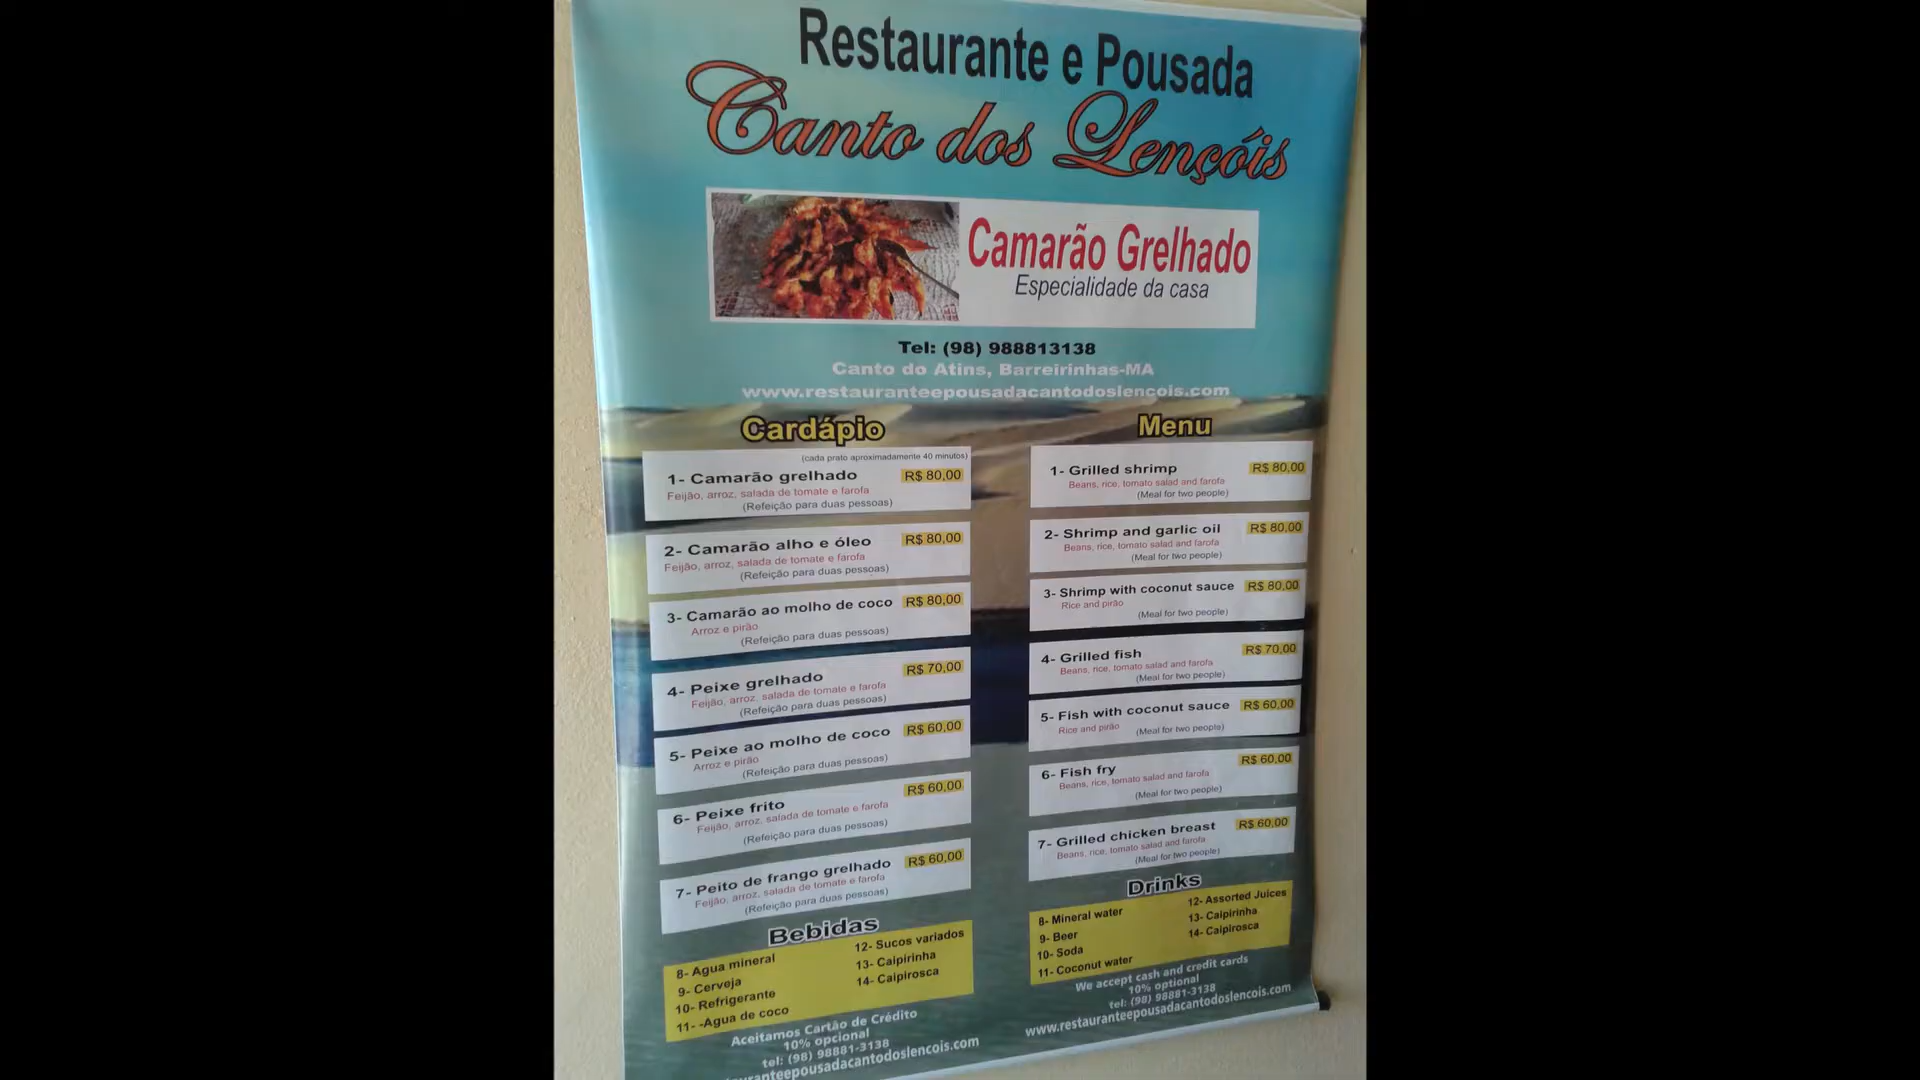 Restaurante e Pousada
Canto dos Lençóis
Camarão Grelhado
Especialidade da casa
Tel: (98) 988813138
Canto do Atins, Barreirinhas-MA
www.restauranteepousadacantodoslencois.com
Cardápio
(cada prato aproximadamente 40 minutos)
1- Camarão grelhado R$ 80,00
Feijão, arroz, salada de tomate e farofa
(Refeição para duas pessoas)
2- Camarão alho e óleo R$ 80,00
Feijão, arroz, salada de tomate e farofa
(Refeição para duas pessoas)
3- Camarão ao molho de coco R$ 80,00
Arroz e pirão
(Refeição para duas pessoas)
4- Peixe grelhado R$ 70,00
Feijão, arroz, salada de tomate e farofa
(Refeição para duas pessoas)
5- Peixe ao molho de coco R$ 60,00
Arroz e pirão
(Refeição para duas pessoas)
6- Peixe frito R$ 60,00
Feijão, arroz, salada de tomate e farofa
(Refeição para duas pessoas)
7- Peito de frango grelhado R$ 60,00
Feijão, arroz, salada de tomate e farofa
(Refeição para duas pessoas)
Bebidas
8- Agua mineral
9- Cerveja
10- Refrigerante
11- -Agua de coco
12- Sucos variados
13- Caipirinha
14- Caipirosca
Aceitamos Cartão de Crédito
10% opcional
tel: (98) 98881-3138
uranteepousadacantodoslencois.com
Menu
1- Grilled shrimp R$ 80,00
Beans, rice, tomato salad and farofa
(Meal for two people)
2- Shrimp and garlic oil R$ 80,00
Beans, rice, tomato salad and farofa
(Meal for two people)
3- Shrimp with coconut sauce R$ 80,00
Rice and pirão
(Meal for two people)
4- Grilled fish R$ 70,00
Beans, rice, tomato salad and farofa
(Meal for two people)
5- Fish with coconut sauce R$ 60,00
Rice and pirão (Meal for two people)
6- Fish fry R$ 60,00
Beans, rice, tomato salad and farofa
(Meal for two people)
7- Grilled chicken breast R$ 60,00
Beans, rice, tomato salad and farofa
(Meal for two people)
Drinks
8- Mineral water
9- Beer
10- Soda
11- Coconut water
12- Assorted Juices
13- Caipirinha
14- Caipirosca
We accept cash and credit cards
10% optional
tel: (98) 98881-3138
www.restauranteepousadacantodoslencois.com